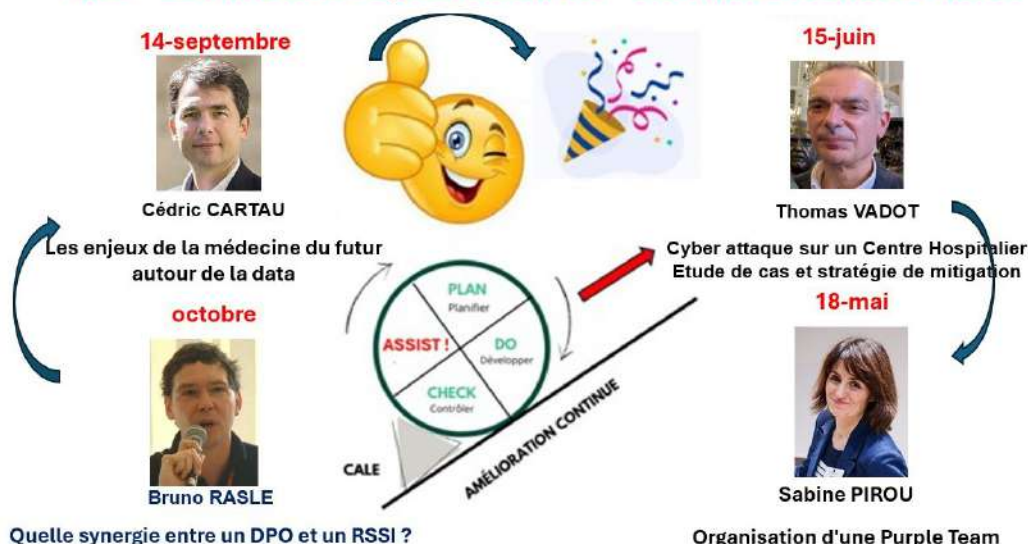 14-septembre
Cédric CARTAU
Les enjeux de la médecine du futur
autour de la data
octobre
Bruno RASLE
Quelle synergie entre un DPO et un RSSI ?
PLAN
Planifier
ASSIST !
DO
Développer
CHECK
Contrôler
CALE
AMÉLIORATION CONTINUE
15-juin
Thomas VADOT
Cyber attaque sur un Centre Hospitalier
Etude de cas et stratégie de mitigation
18-mai
Sabine PIROU
Organisation d'une Purple Team